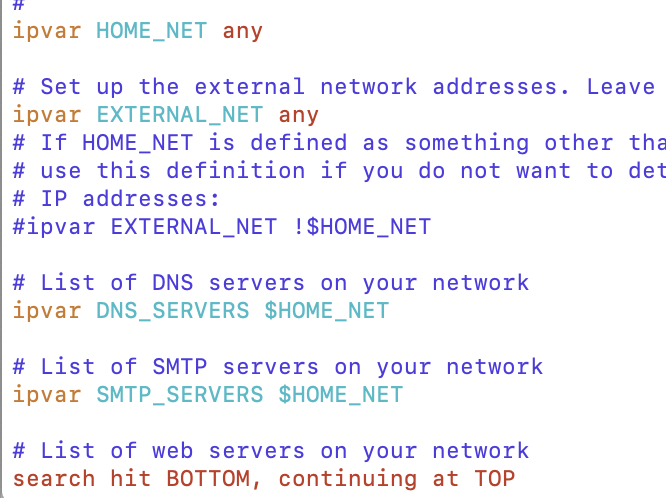 #
ipvar HOME_NET any
# Set up the external network addresses. Leave
ipvar EXTERNAL_NET any
# If HOME_NET is defined as something other tha
# use this definition if you do not want to det
# IP addresses:
#ipvar EXTERNAL_NET !$HOME_NET
# List of DNS servers on your network
ipvar DNS_SERVERS $HOME_NET
# List of SMTP servers on your network
ipvar SMTP_SERVERS $HOME_NET
# List of web servers on your network
search hit BOTTOM, continuing at TOP